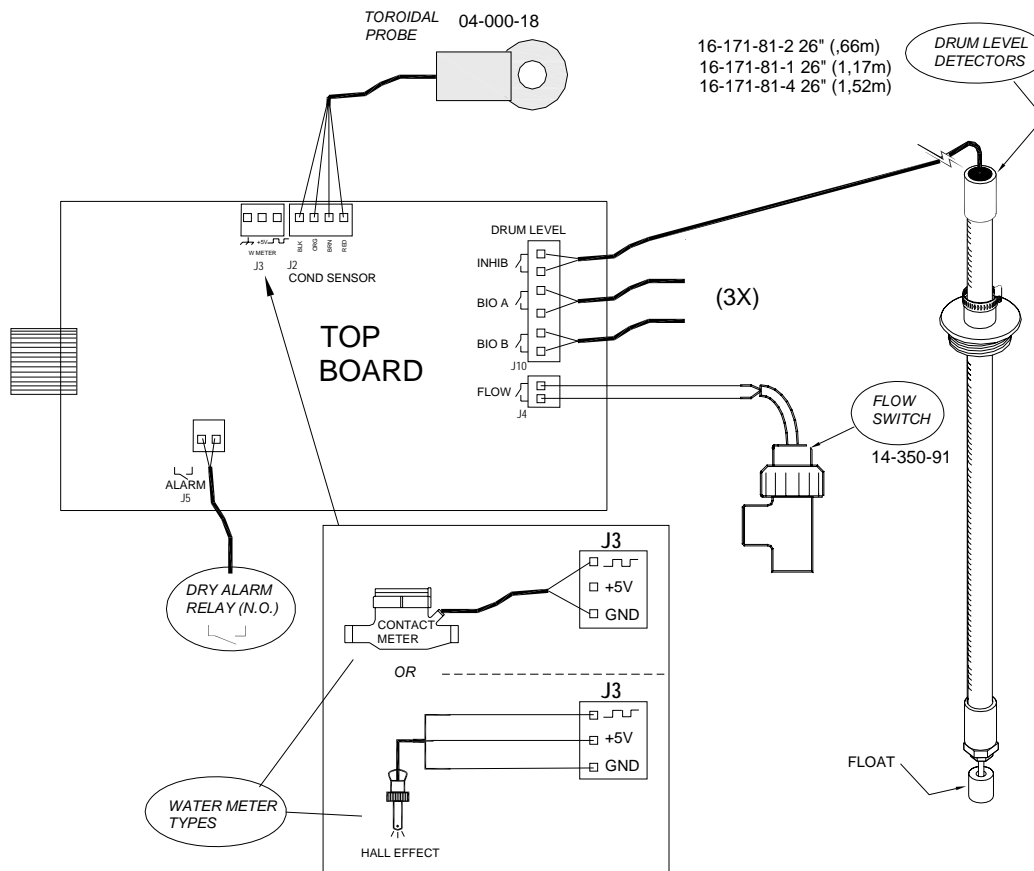 TOROIDAL PROBE
04-000-18
16-171-81-2 26" (,66m)
16-171-81-1 26" (1,17m)
16-171-81-4 26" (1,52m)
DRUM LEVEL
DETECTORS
+5V
W METER
J3
BLK
ORG
BRN
RED
J2
COND SENSOR
DRUM LEVEL
INHIB
BIO A
BIO B
J10
(3X)
TOP
BOARD
FLOW
J4
FLOW
SWITCH
14-350-91
ALARM
J5
DRY ALARM
RELAY (N.O.)
J3
+5V
GND
CONTACT
METER
OR
J3
+5V
GND
WATER METER
TYPES
HALL EFFECT
FLOAT